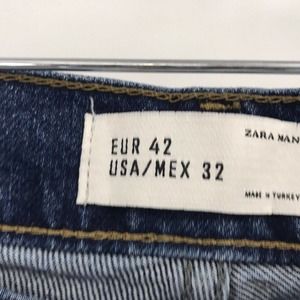 ZARA MAN
EUR 42
USA/MEX 32
MADE IN TURKEY